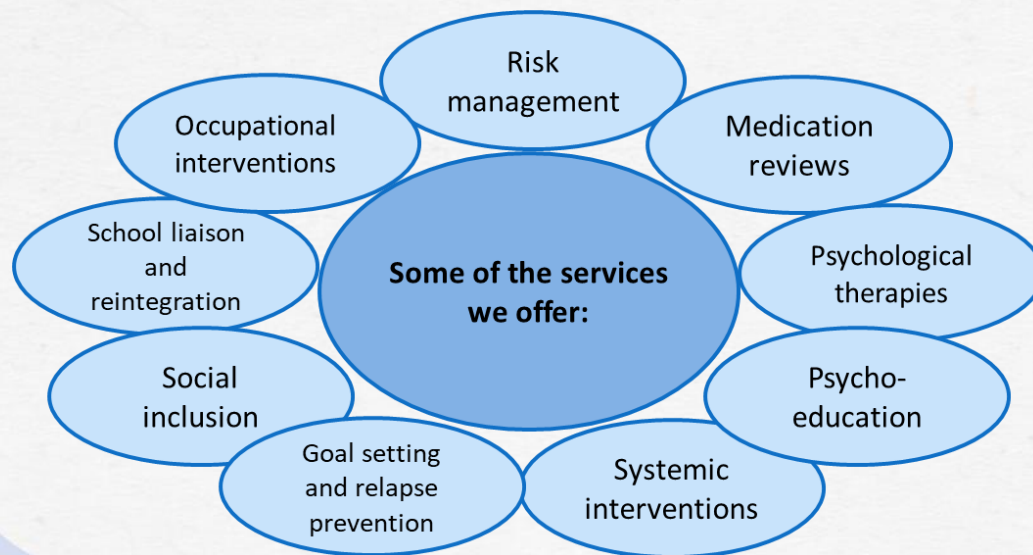 Some of the services
we offer:
Risk
management
Medication
reviews
Psychological
therapies
Psycho-
education
Systemic
interventions
Goal setting
and relapse
prevention
Social
inclusion
School liaison
and
reintegration
Occupational
interventions